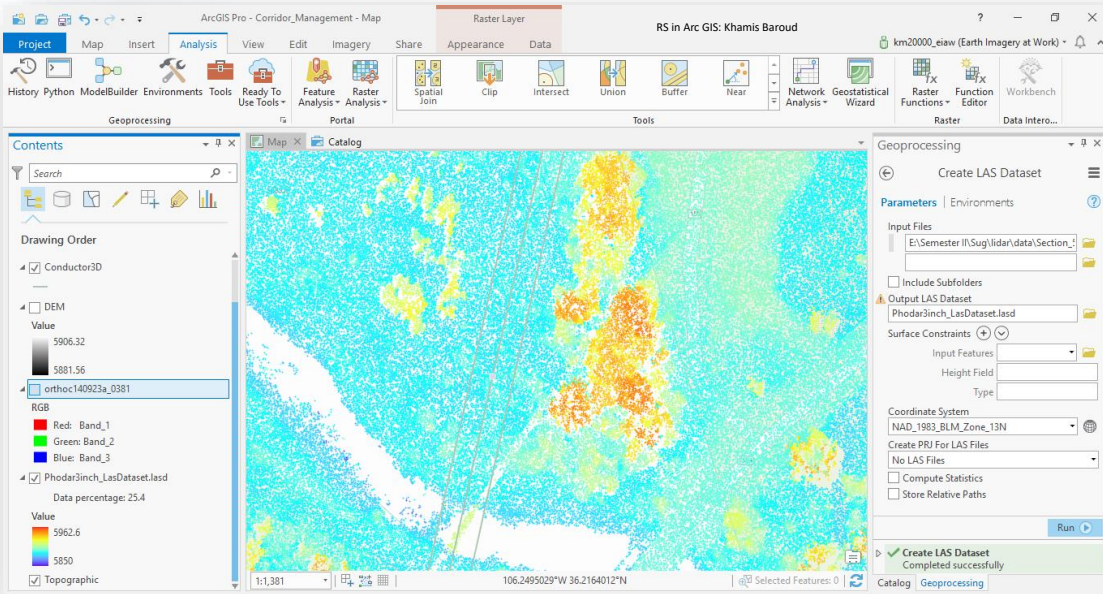 ArcGIS Pro - Corridor_Management - Map
Raster Layer
RS in Arc GIS: Khamis Baroud
Project Map Insert Analysis View Edit Imagery Share Appearance Data
km20000_eiaw (Earth Imagery at Work)
History Python ModelBuilder Environments Tools Ready To Use Tools
Feature Analysis Raster Analysis
Spatial Join Clip Intersect Union Buffer Near
Network Analysis Geostatistical Wizard
Raster Functions Function Editor Workbench
Geoprocessing Portal Tools Raster Data Intero...
Contents
Search
Drawing Order
Conductor3D
DEM
Value
5906.32
5881.56
orthoc140923a_0381
RGB
Red: Band_1
Green: Band_2
Blue: Band_3
Phodar3inch_LasDataset.lasd
Data percentage: 25.4
Value
5962.6
5850
Topographic
Map Catalog
1:1,381
106.2495029°W 36.2164012°N
Selected Features: 0
Geoprocessing
Create LAS Dataset
Parameters | Environments
Input Files
E:\Semester II\Sug\lidar\data\Section_
Include Subfolders
Output LAS Dataset
Phodar3inch_LasDataset.lasd
Surface Constraints
Input Features
Height Field
Type
Coordinate System
NAD_1983_BLM_Zone_13N
Create PRJ For LAS Files
No LAS Files
Compute Statistics
Store Relative Paths
Run
Create LAS Dataset
Completed successfully
Catalog Geoprocessing